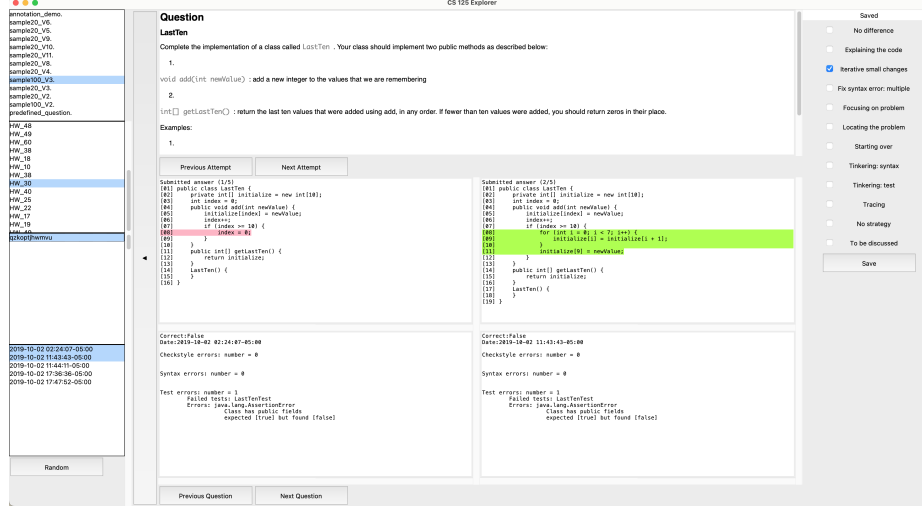 CS 125 Explorer
annotation_demo.
sample20_V6.
sample20_V5.
sample20_V9.
sample20_V10.
sample20_V11.
sample20_V8.
sample20_V4.
sample100_V3.
sample20_V3.
sample20_V2.
sample100_V2.
predefined_question.
HW_48
HW_49
HW_60
HW_38
HW_18
HW_10
HW_38
HW_30
HW_40
HW_25
HW_22
HW_17
HW_19
HW_49
qzkoptjhwmvu
2019-10-02 02:24:07-05:00
2019-10-02 11:43:43-05:00
2019-10-02 11:44:11-05:00
2019-10-02 17:36:36-05:00
2019-10-02 17:47:52-05:00
Random
Question
LastTen
Complete the implementation of a class called LastTen . Your class should implement two public methods as described below:
1.
void add(int newValue) : add a new integer to the values that we are remembering
2.
int[] getLastTen() : return the last ten values that were added using add, in any order. If fewer than ten values were added, you should return zeros in their place.
Examples:
1.
Previous Attempt
Next Attempt
Submitted answer (1/5)
[01] public class LastTen {
[02] private int[] initialize = new int[10];
[03] int index = 0;
[04] public void add(int newValue) {
[05] initialize[index] = newValue;
[06] index++;
[07] if (index >= 10) {
[08] index = 0;
[09] }
[10] }
[11] public int[] getLastTen() {
[12] return initialize;
[13] }
[14] LastTen() {
[15] }
[16] }
Submitted answer (2/5)
[01] public class LastTen {
[02] private int[] initialize = new int[10];
[03] int index = 0;
[04] public void add(int newValue) {
[05] initialize[index] = newValue;
[06] index++;
[07] if (index >= 10) {
[08] for (int i = 0; i < 7; i++) {
[09] initialize[i] = initialize[i + 1];
[10] }
[11] initialize[9] = newValue;
[12] }
[13] }
[14] public int[] getLastTen() {
[15] return initialize;
[16] }
[17] LastTen() {
[18] }
[19] }
Correct:False
Date:2019-10-02 02:24:07-05:00
Checkstyle errors: number = 0
Syntax errors: number = 0
Test errors: number = 1
Failed tests: LastTenTest
Errors: java.lang.AssertionError
Class has public fields
expected [true] but found [false]
Correct:False
Date:2019-10-02 11:43:43-05:00
Checkstyle errors: number = 0
Syntax errors: number = 0
Test errors: number = 1
Failed tests: LastTenTest
Errors: java.lang.AssertionError
Class has public fields
expected [true] but found [false]
Previous Question
Next Question
Saved
No difference
Explaining the code
Iterative small changes
Fix syntax error: multiple
Focusing on problem
Locating the problem
Starting over
Tinkering: syntax
Tinkering: test
Tracing
No strategy
To be discussed
Save